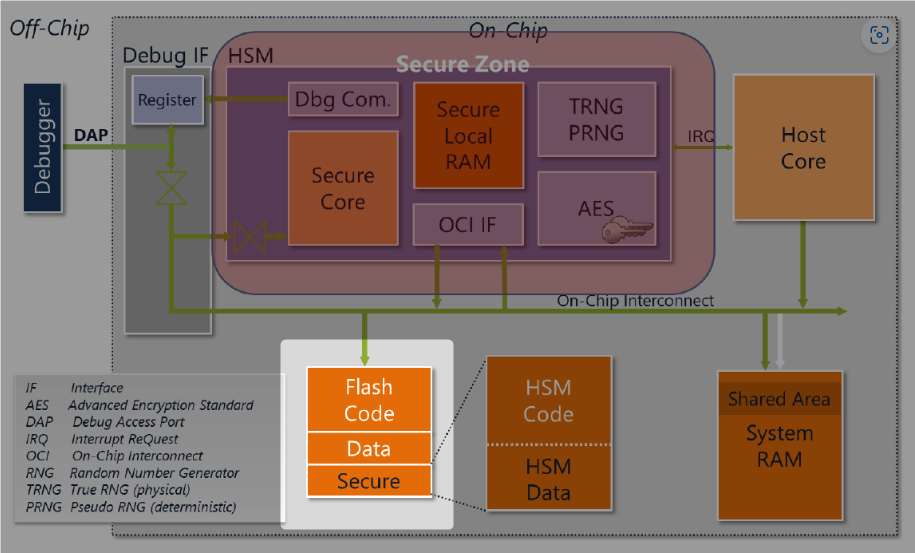 Off-Chip
On-Chip
Debug IF
HSM
Secure Zone
Debugger
DAP
Register
Dbg Com.
Secure
Core
Secure
Local
RAM
OCI IF
TRNG
PRNG
AES
IRQ
Host
Core
On-Chip Interconnect
Flash
Code
Data
Secure
HSM
Code
HSM
Data
Shared Area
System
RAM
IF Interface
AES Advanced Encryption Standard
DAP Debug Access Port
IRQ Interrupt ReQuest
OCI On-Chip Interconnect
RNG Random Number Generator
TRNG True RNG (physical)
PRNG Pseudo RNG (deterministic)